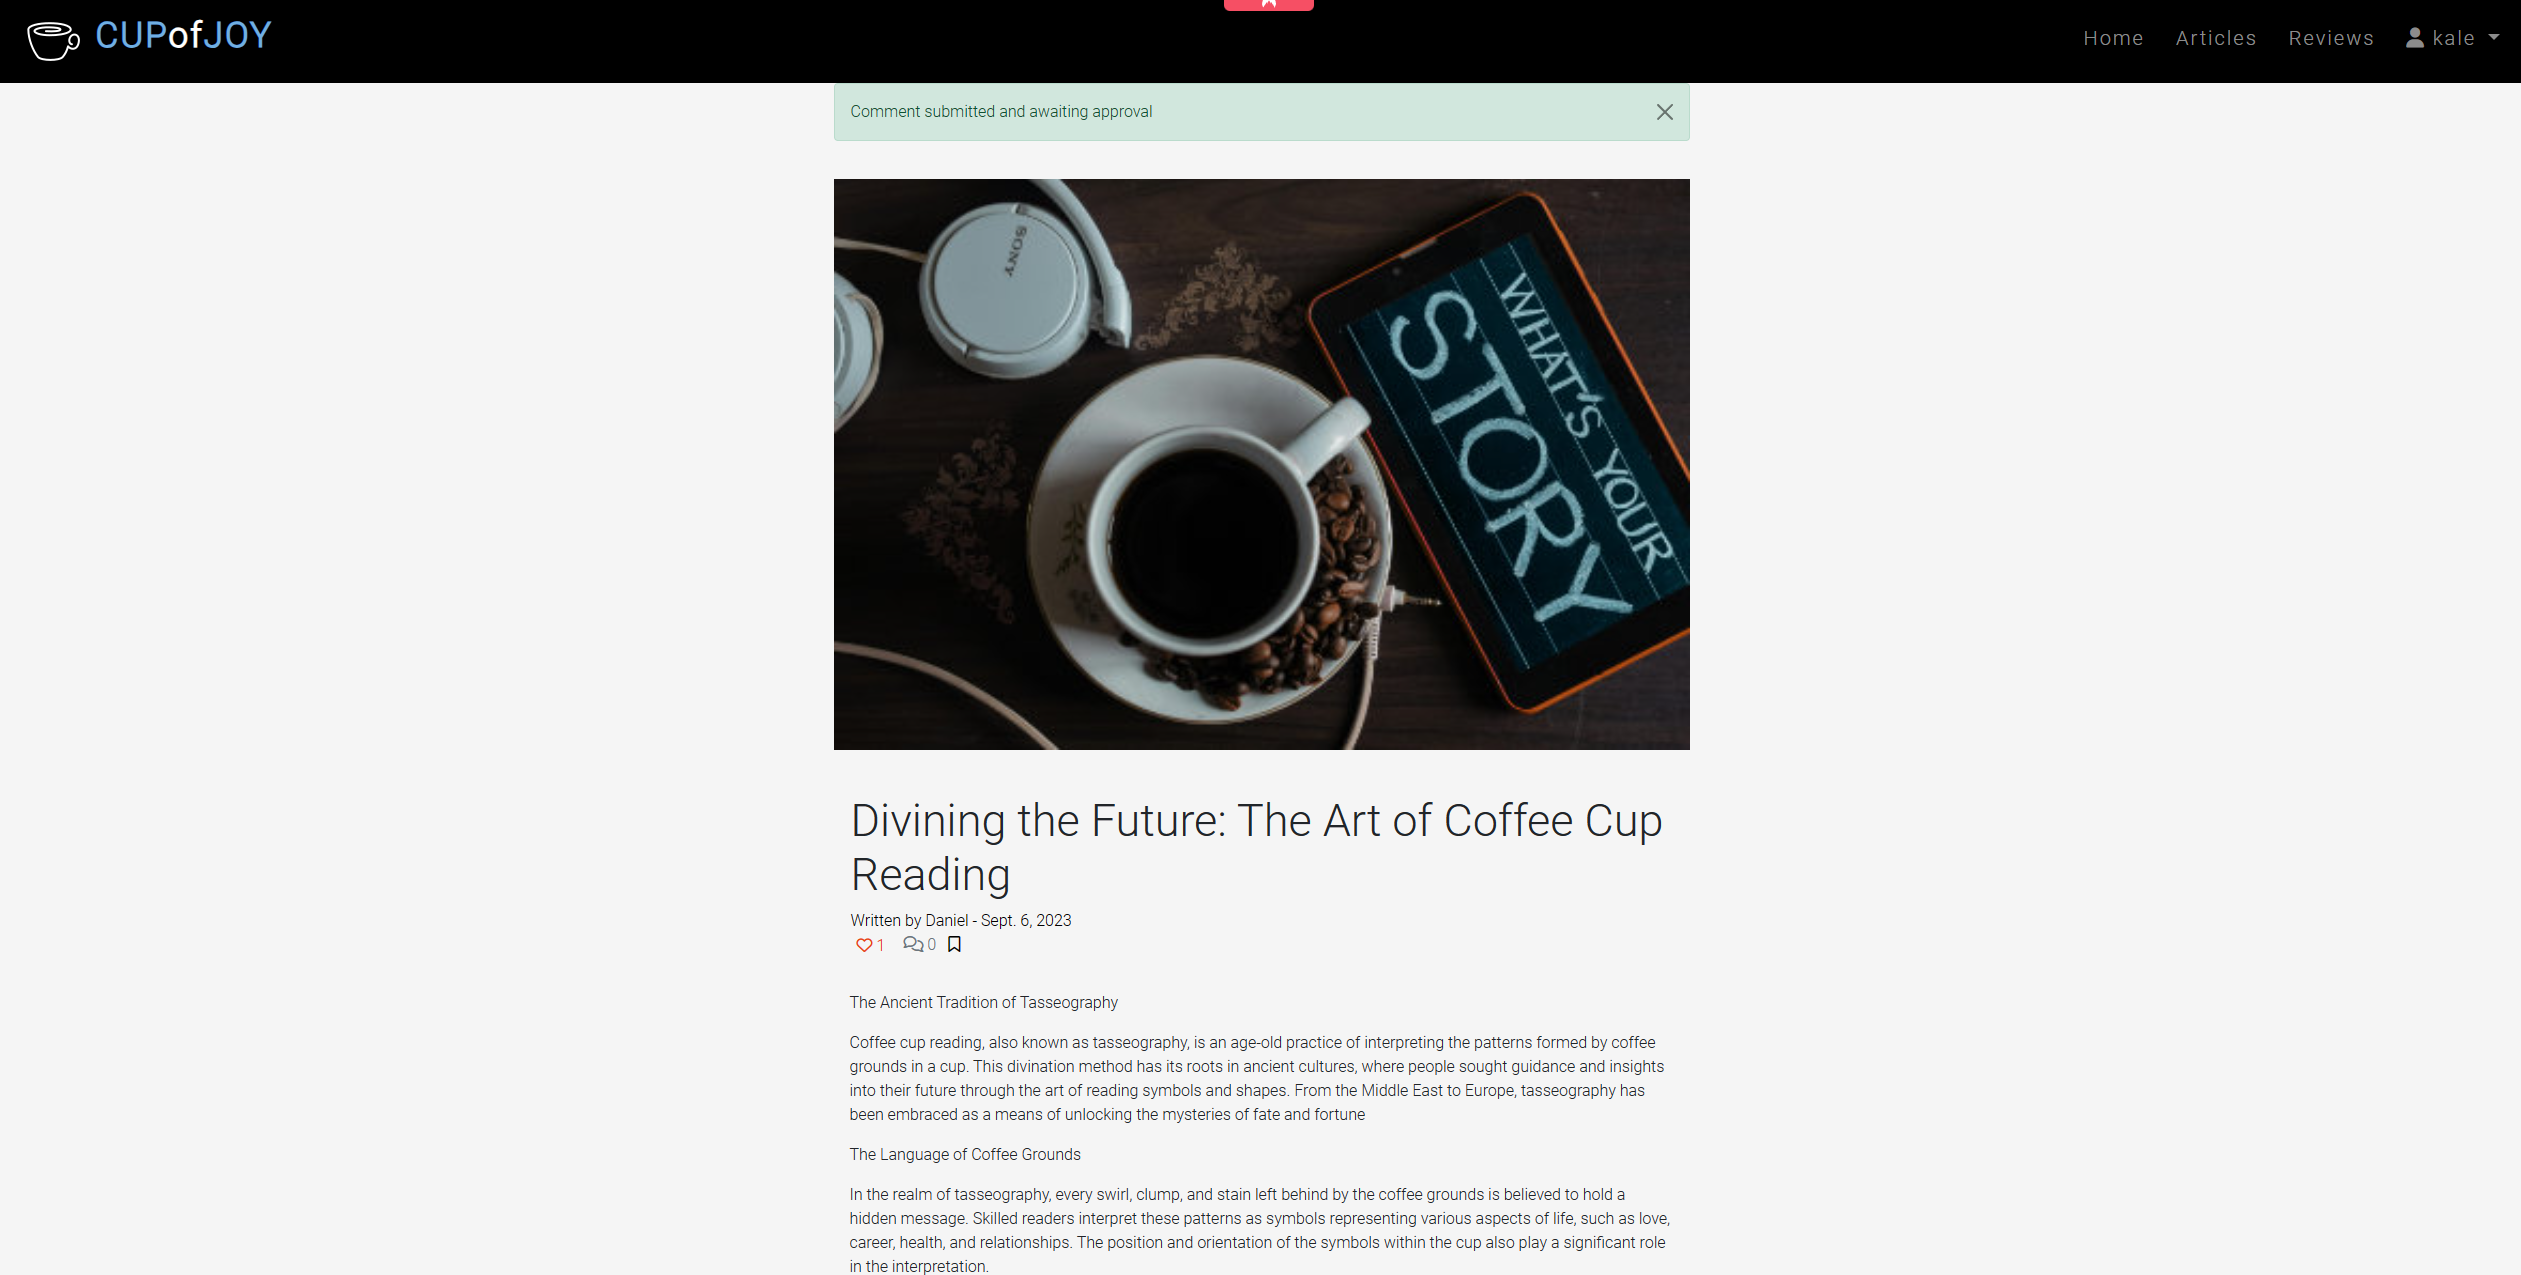 CUPofJOY
Home Articles Reviews kale
Comment submitted and awaiting approval
SONY
WHAT'S YOUR
STORY
Divining the Future: The Art of Coffee Cup
Reading
Written by Daniel - Sept. 6, 2023
1 0
The Ancient Tradition of Tasseography
Coffee cup reading, also known as tasseography, is an age-old practice of interpreting the patterns formed by coffee
grounds in a cup. This divination method has its roots in ancient cultures, where people sought guidance and insights
into their future through the art of reading symbols and shapes. From the Middle East to Europe, tasseography has
been embraced as a means of unlocking the mysteries of fate and fortune
The Language of Coffee Grounds
In the realm of tasseography, every swirl, clump, and stain left behind by the coffee grounds is believed to hold a
hidden message. Skilled readers interpret these patterns as symbols representing various aspects of life, such as love,
career, health, and relationships. The position and orientation of the symbols within the cup also play a significant role
in the interpretation.